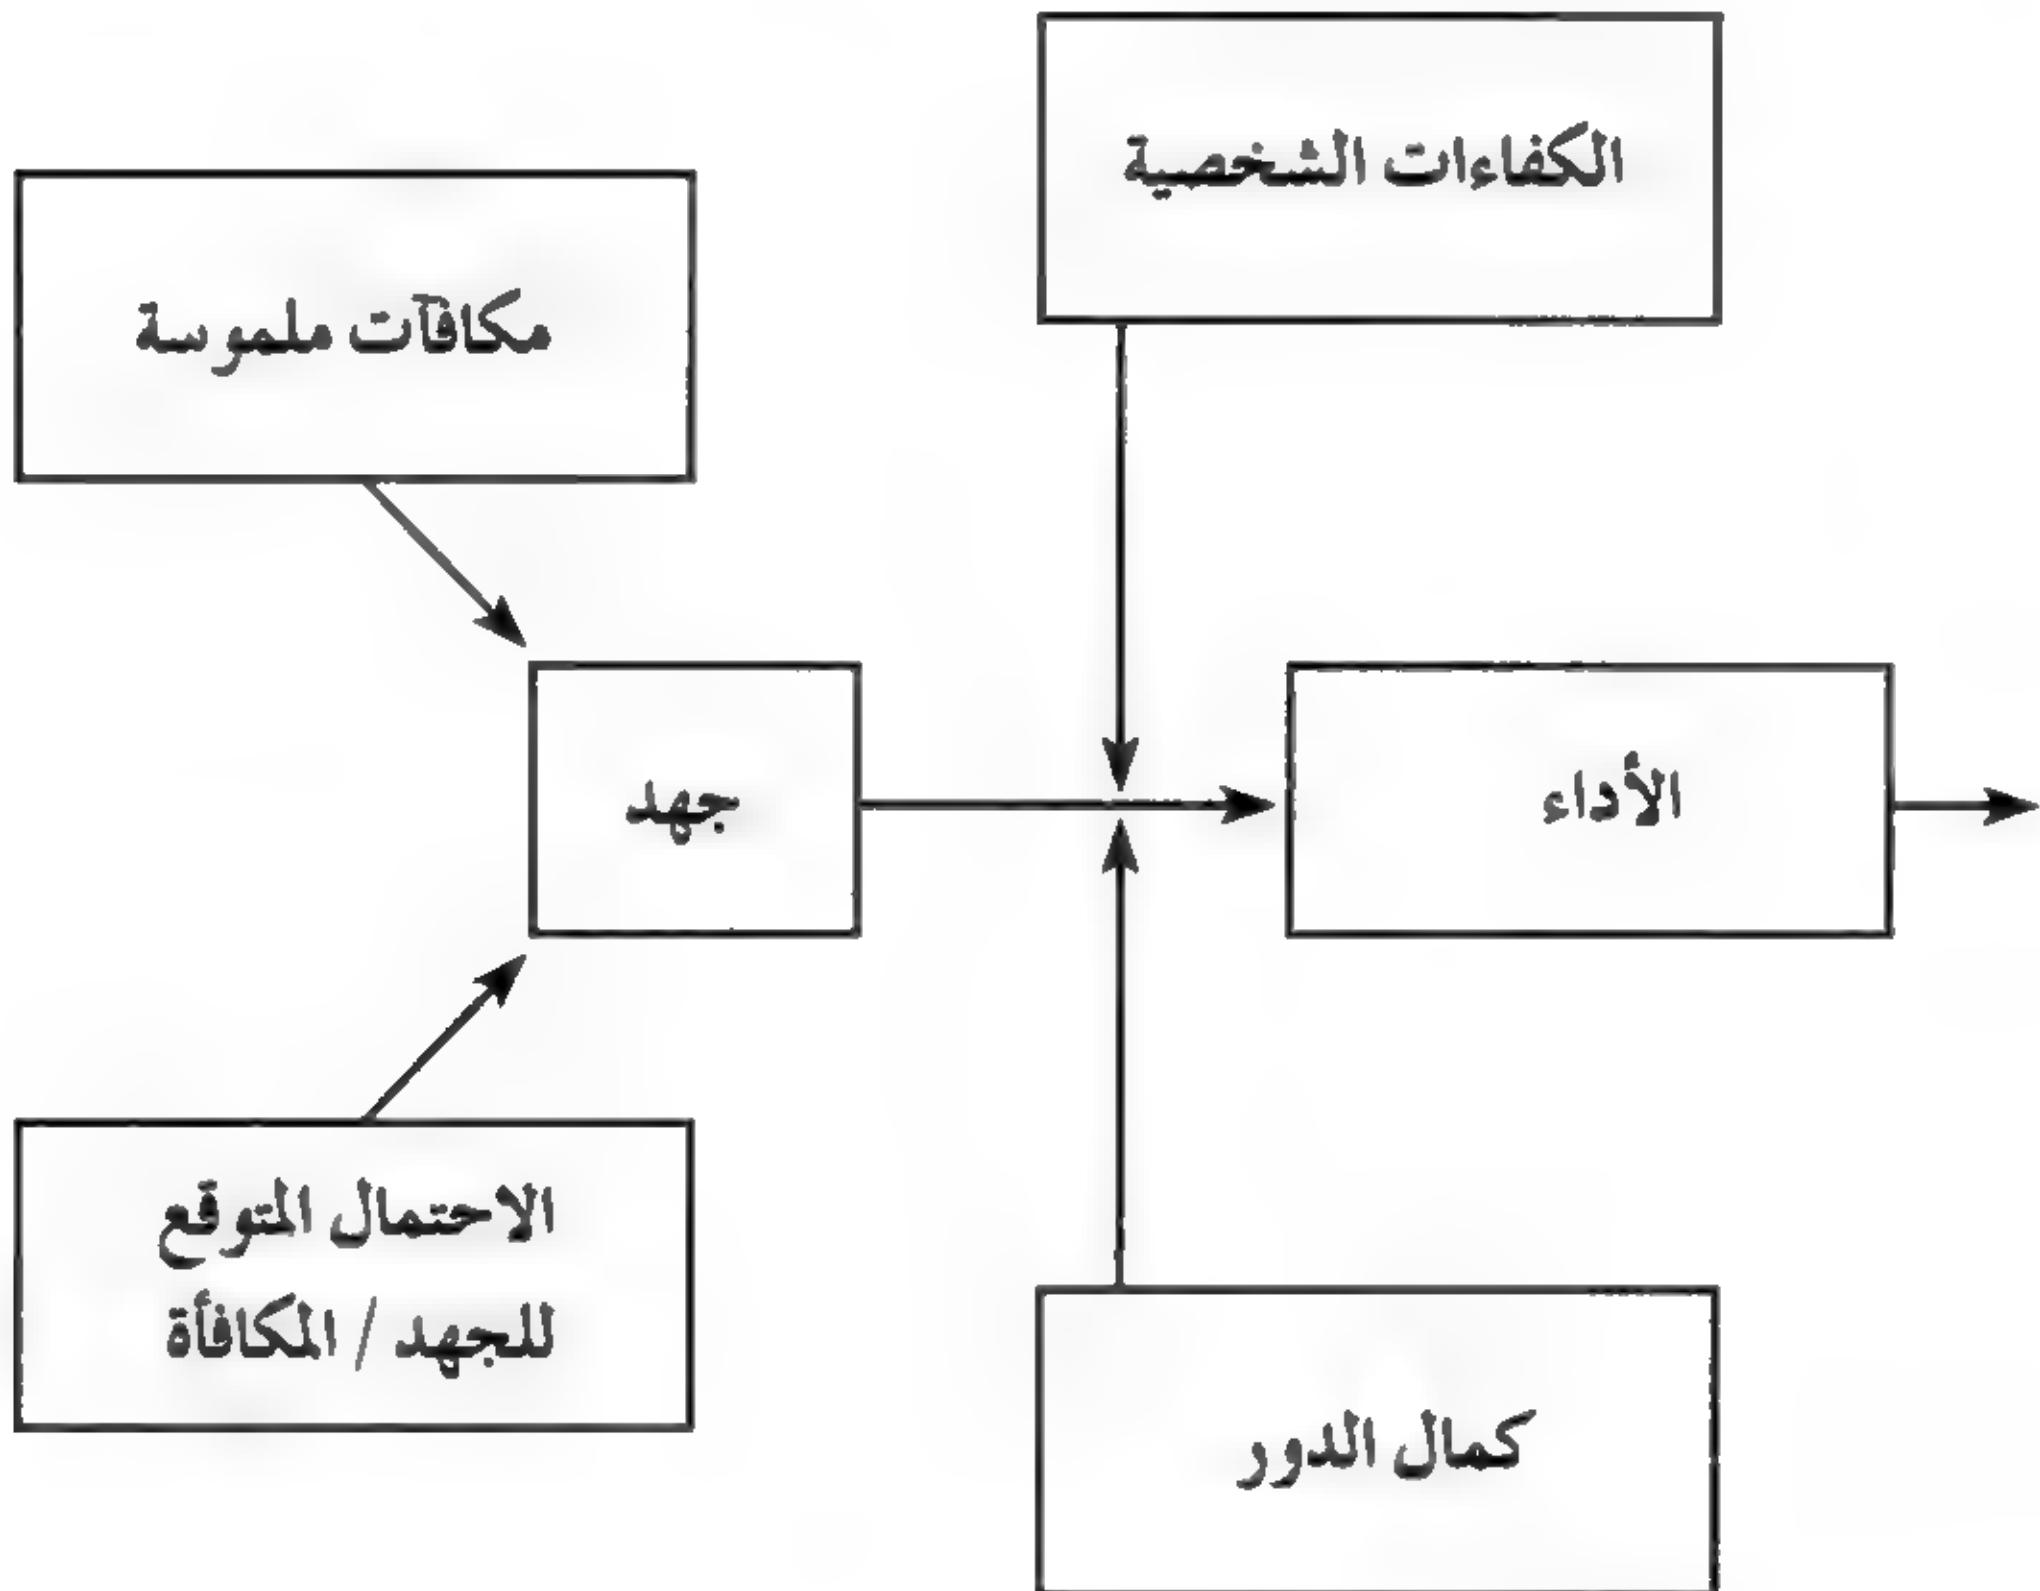 الكفاءات الشخصية
مكافآت ملموسة
جهد
الأداء
الاحتمال المتوقع
للجهد / المكافأة
كمال الدور